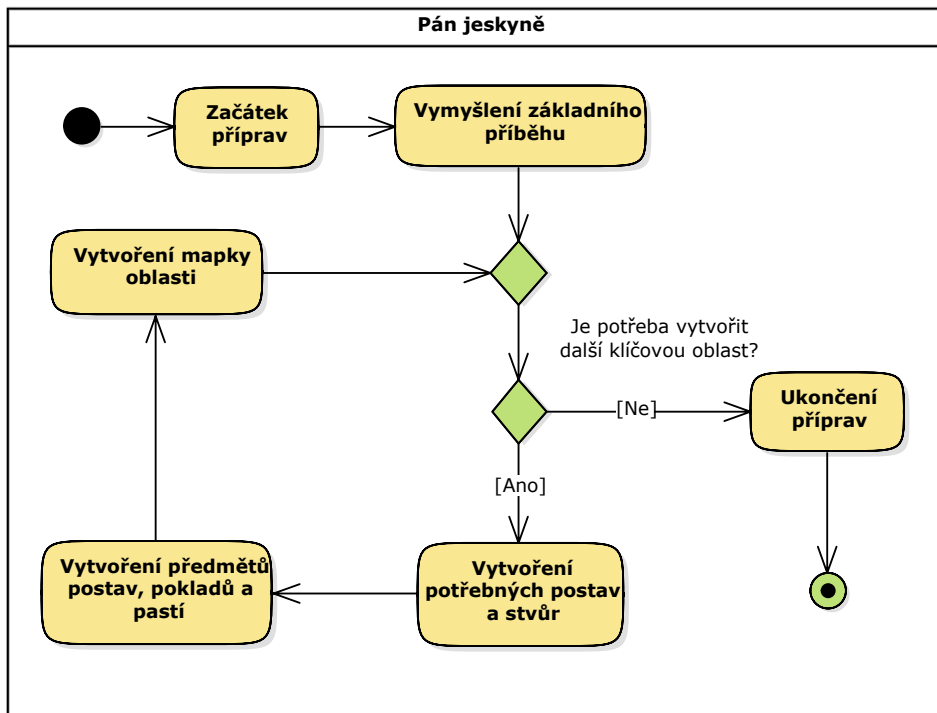 Pán jeskyně
Začátek
příprav
Vymyšlení základního
příběhu
Vytvoření mapky
oblasti
Je potřeba vytvořit
další klíčovou oblast?
[Ne]
Ukončení
příprav
[Ano]
Vytvoření předmětů
postav, pokladů a
pastí
Vytvoření
potřebných postav
a stvůr